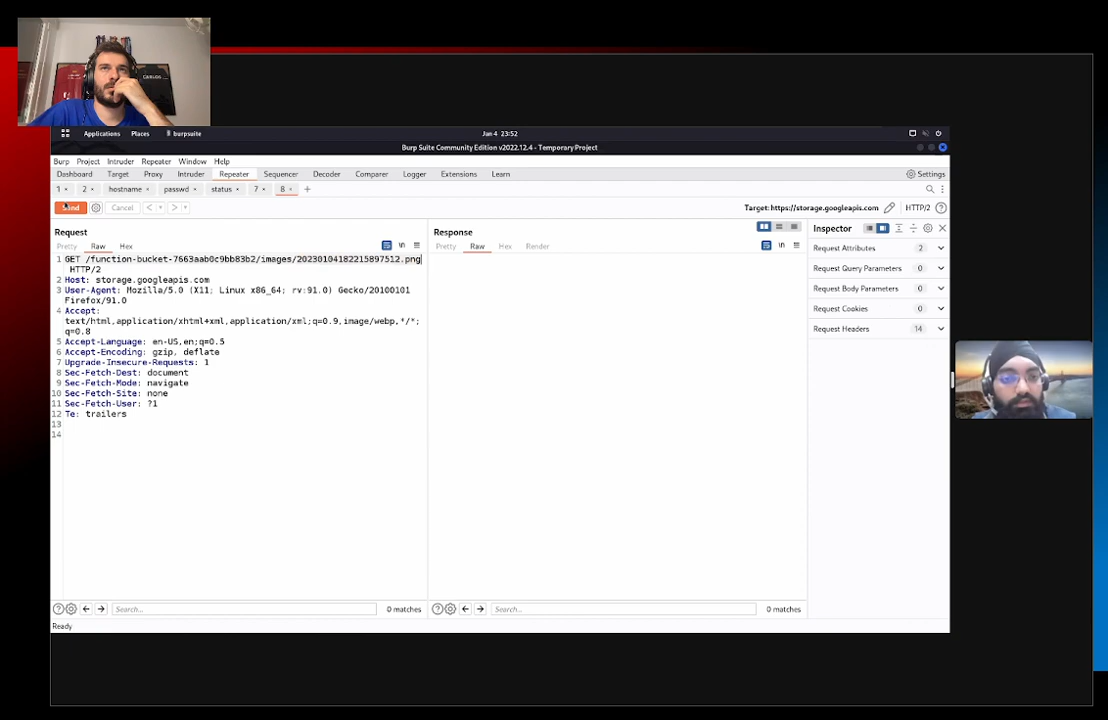 CARLOS
Applications Places burpsuite Jan 4 23:52
Burp Suite Community Edition v2022.12.4 - Temporary Project
Burp Project Intruder Repeater Window Help
Dashboard Target Proxy Intruder Repeater Sequencer Decoder Comparer Logger Extensions Learn Settings
1 × 2 × hostname × passwd × status × 7 × 8 × +
Send Cancel < > Target: https://storage.googleapis.com HTTP/2
Request
Pretty Raw Hex
1 GET /function-bucket-7663aab0c9bb83b2/images/20230104182215897512.png
HTTP/2
2 Host: storage.googleapis.com
3 User-Agent: Mozilla/5.0 (X11; Linux x86_64; rv:91.0) Gecko/20100101
Firefox/91.0
4 Accept:
text/html,application/xhtml+xml,application/xml;q=0.9,image/webp,*/*;
q=0.8
5 Accept-Language: en-US,en;q=0.5
6 Accept-Encoding: gzip, deflate
7 Upgrade-Insecure-Requests: 1
8 Sec-Fetch-Dest: document
9 Sec-Fetch-Mode: navigate
10 Sec-Fetch-Site: none
11 Sec-Fetch-User: ?1
12 Te: trailers
13
14
Search... 0 matches
Response
Pretty Raw Hex Render
Search... 0 matches
Inspector
Request Attributes 2
Request Query Parameters 0
Request Body Parameters 0
Request Cookies 0
Request Headers 14
Ready